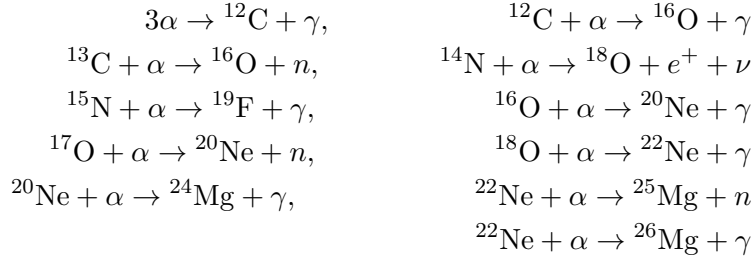 3α → ¹²C + γ, ¹²C + α → ¹⁶O + γ
¹³C + α → ¹⁶O + n, ¹⁴N + α → ¹⁸O + e⁺ + ν
¹⁵N + α → ¹⁹F + γ, ¹⁶O + α → ²⁰Ne + γ
¹⁷O + α → ²⁰Ne + n, ¹⁸O + α → ²²Ne + γ
²⁰Ne + α → ²⁴Mg + γ, ²²Ne + α → ²⁵Mg + n
²²Ne + α → ²⁶Mg + γ